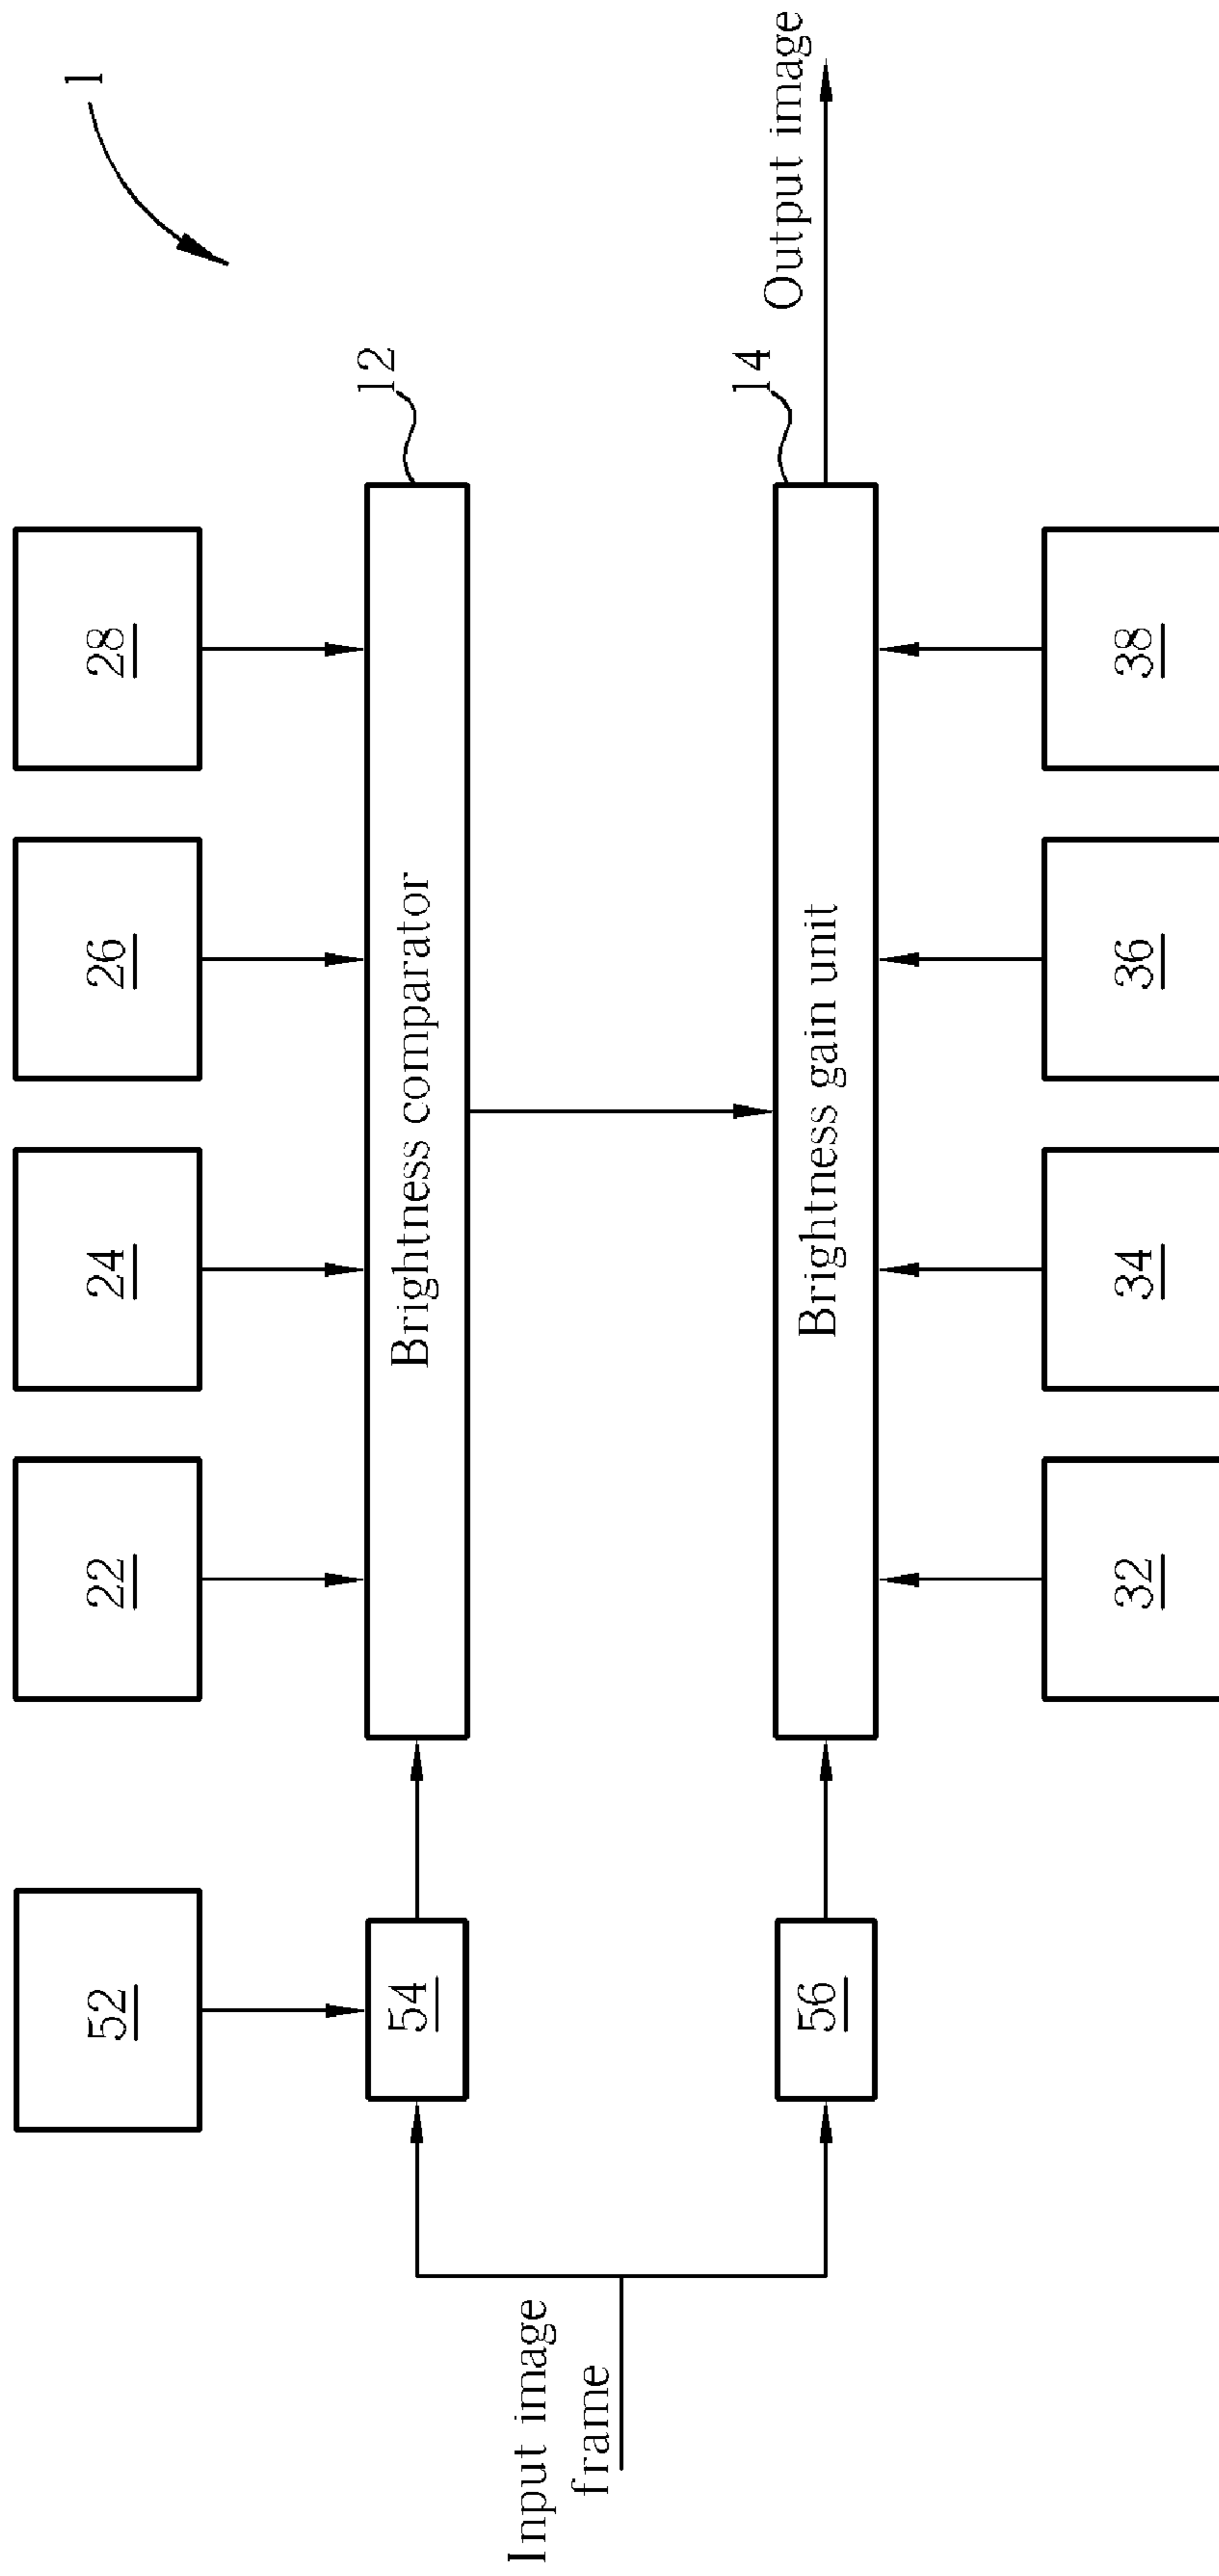 1
52
22
24
26
28
54
Brightness comparator
12
Input image
frame
56
Brightness gain unit
14
Output image
32
34
36
38